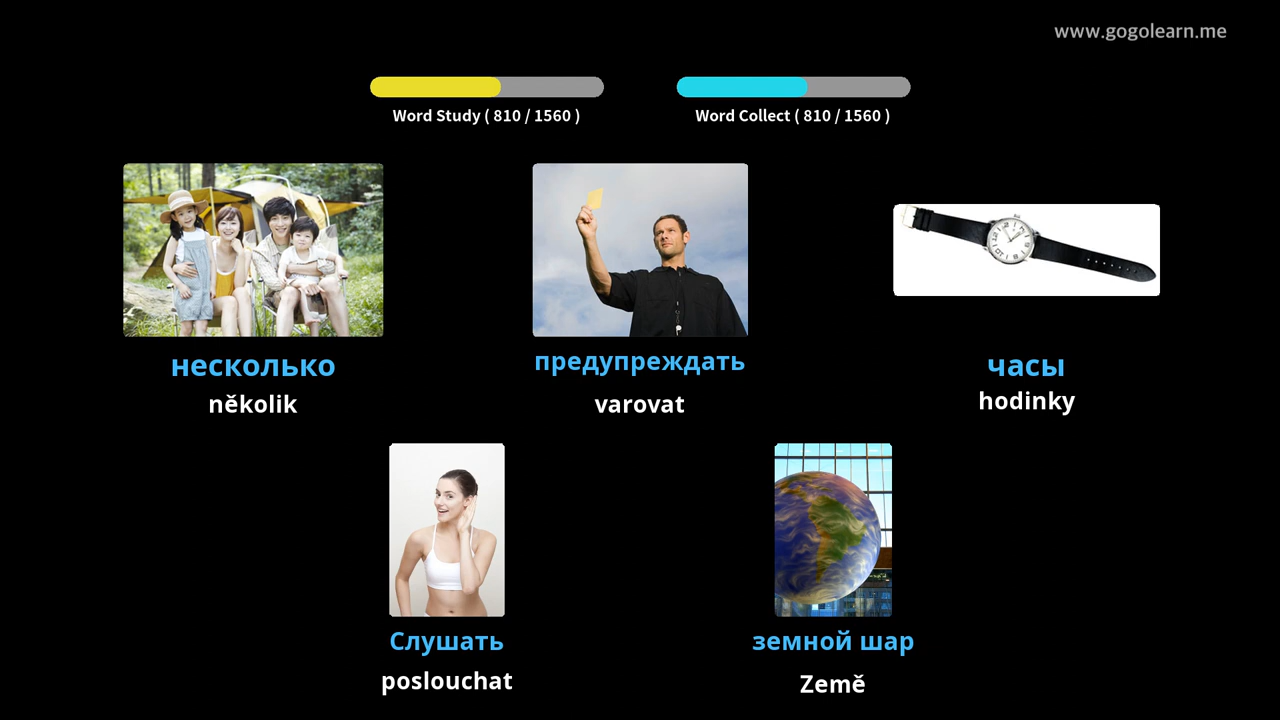 www.gogolearn.me
Word Study ( 810 / 1560 )
Word Collect ( 810 / 1560 )
несколько
několik
предупреждать
varovat
часы
hodinky
Слушать
poslouchat
земной шар
Země